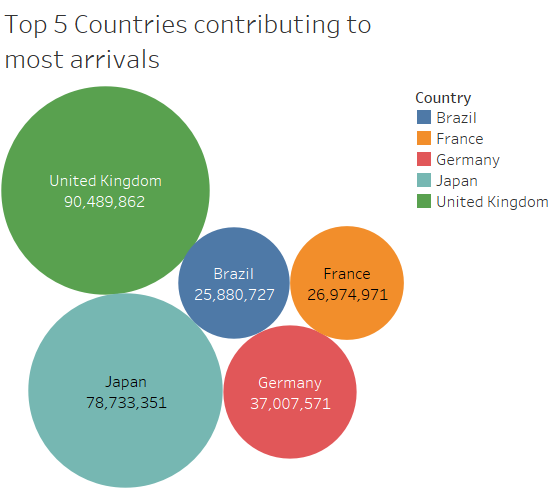 Top 5 Countries contributing to
most arrivals
Country
Brazil
France
Germany
Japan
United Kingdom
United Kingdom
90,489,862
Brazil
25,880,727
France
26,974,971
Japan
78,733,351
Germany
37,007,571